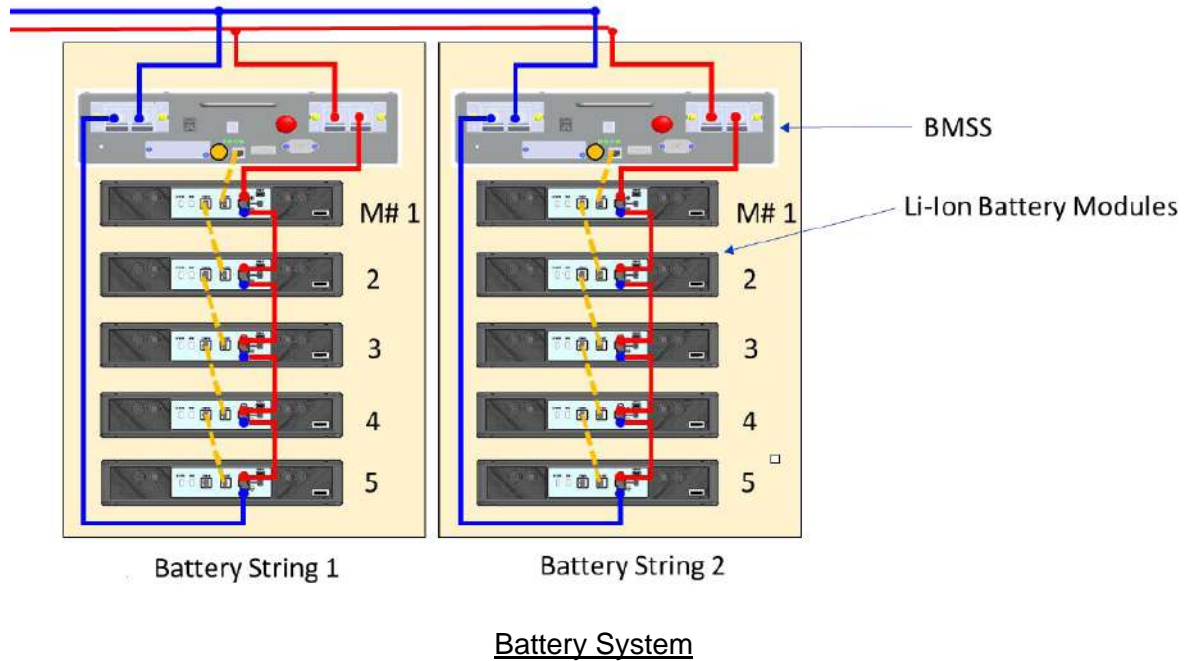 BMSS
M# 1
M# 1
Li-Ion Battery Modules
2
2
3
3
4
4
5
5
Battery String 1
Battery String 2
Battery System